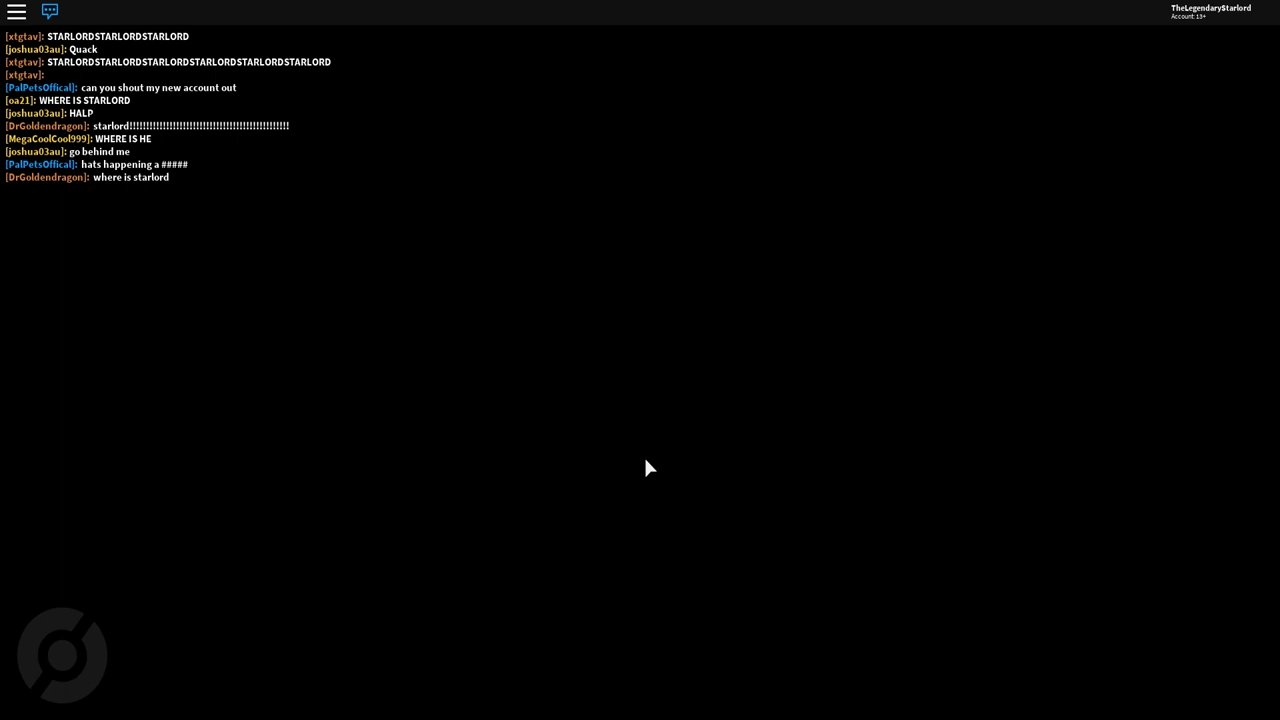 TheLegendaryStarlord
Account: 13+
[xtgtav]: STARLORDSTARLORDSTARLORD
[joshua03au]: Quack
[xtgtav]: STARLORDSTARLORDSTARLORDSTARLORDSTARLORDSTARLORD
[xtgtav]:
[PalPetsOffical]: can you shout my new account out
[oa21]: WHERE IS STARLORD
[joshua03au]: HALP
[DrGoldendragon]: starlord!!!!!!!!!!!!!!!!!!!!!!!!!!!!!!!!!!!!!!!!!!!!!!!!
[MegaCoolCool999]: WHERE IS HE
[joshua03au]: go behind me
[PalPetsOffical]: hats happening a #####
[DrGoldendragon]: where is starlord